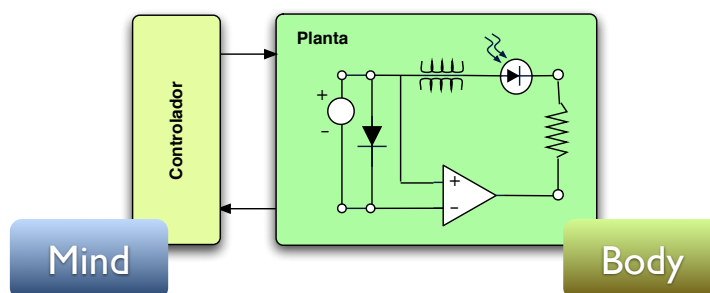 Planta
Controlador
+
−
+
−
Mind
Body